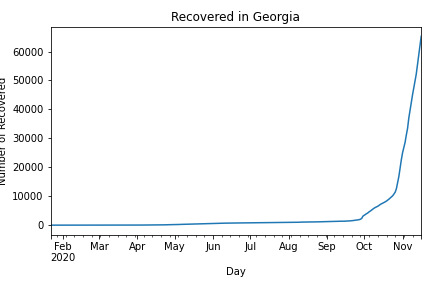 Recovered in Georgia
Number of Recovered
60000
50000
40000
30000
20000
10000
0
Feb Mar Apr May Jun Jul Aug Sep Oct Nov
2020
Day